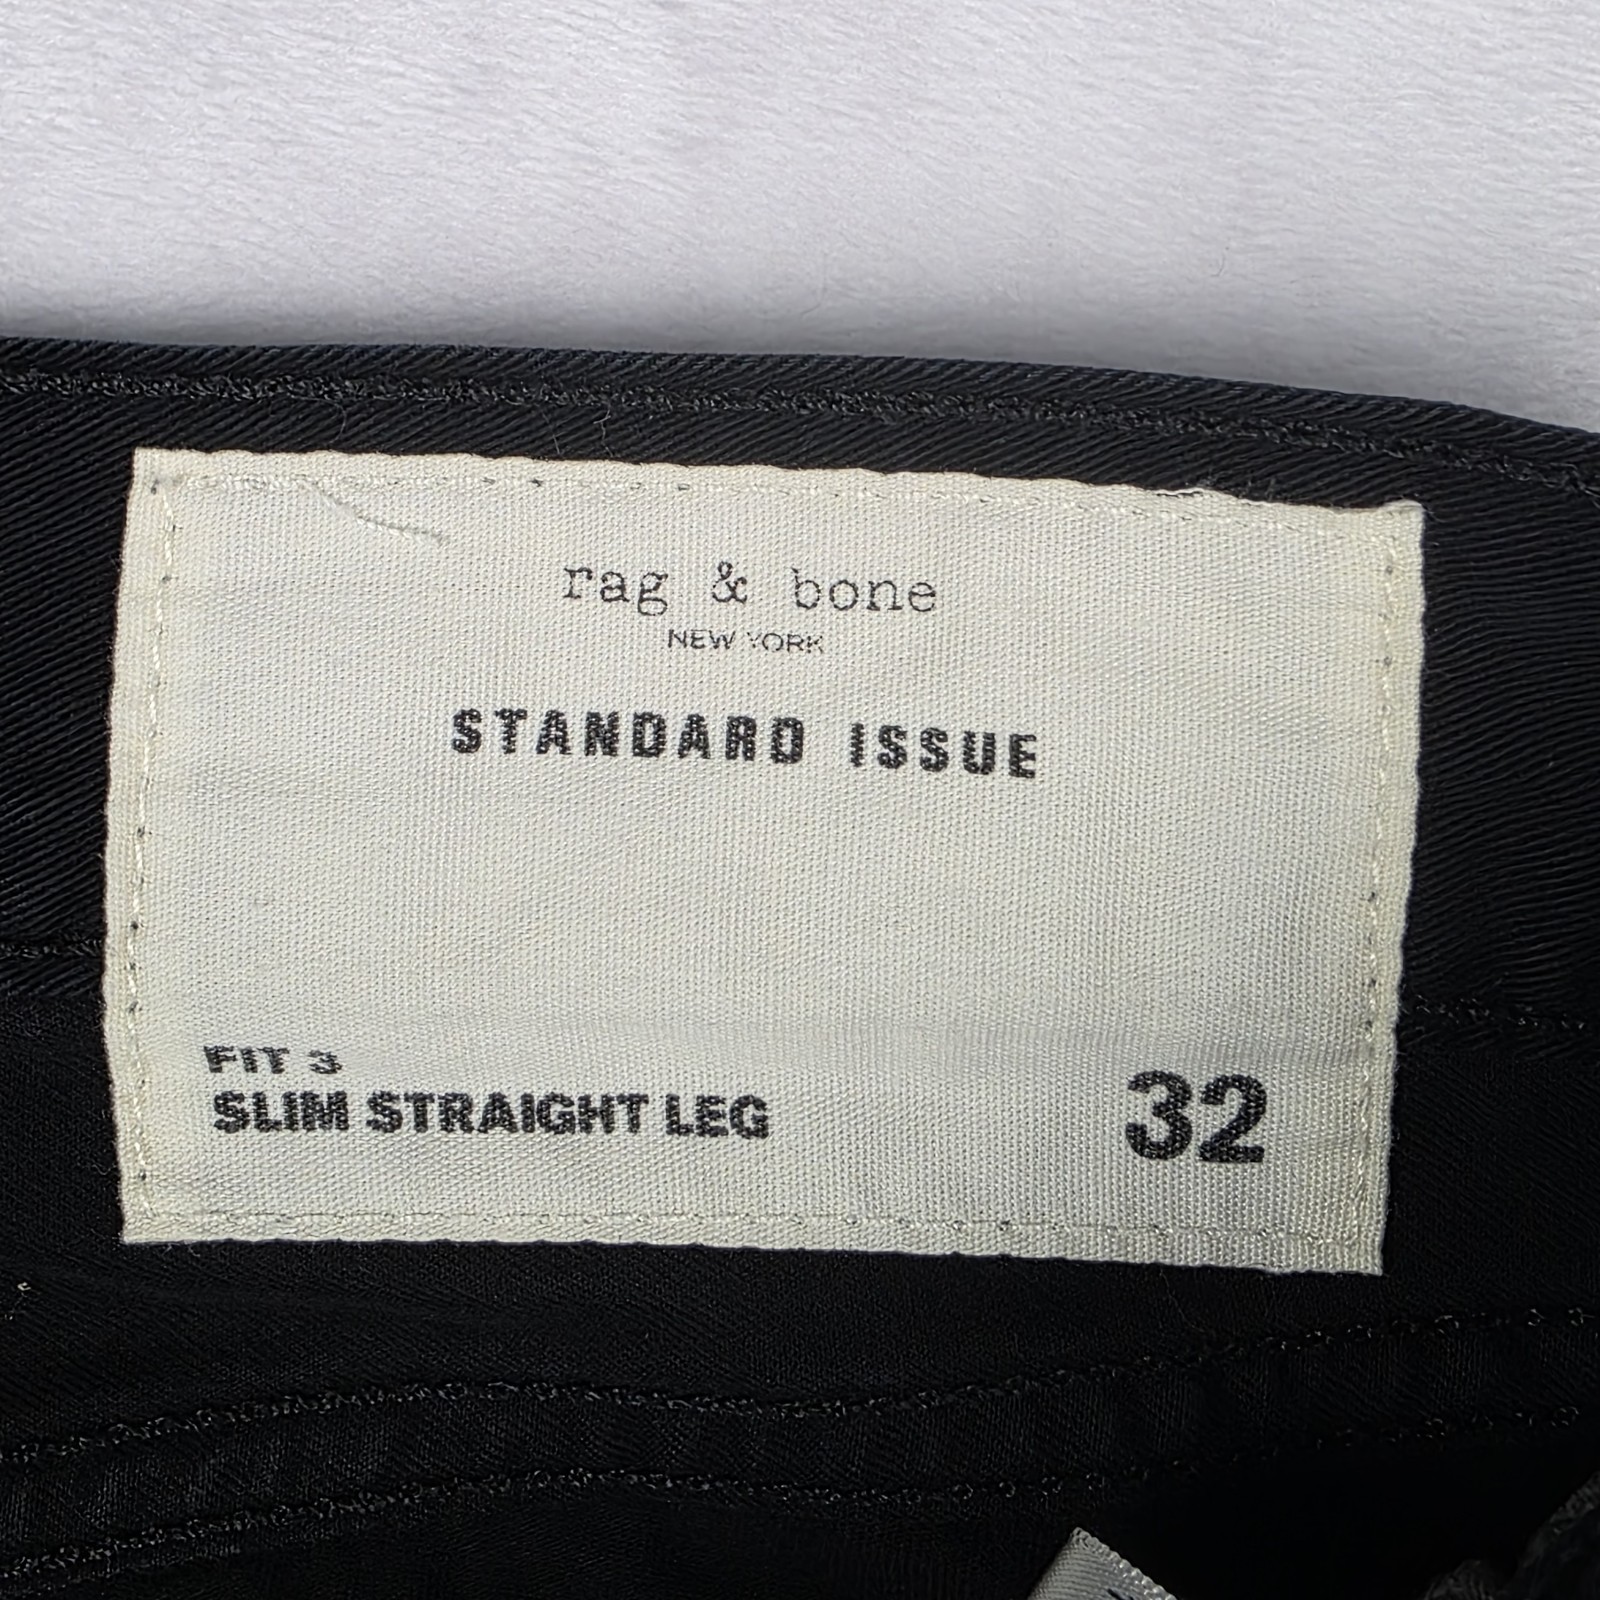 rag & bone
NEW YORK
STANDARD ISSUE
FIT 3
SLIM STRAIGHT LEG
32